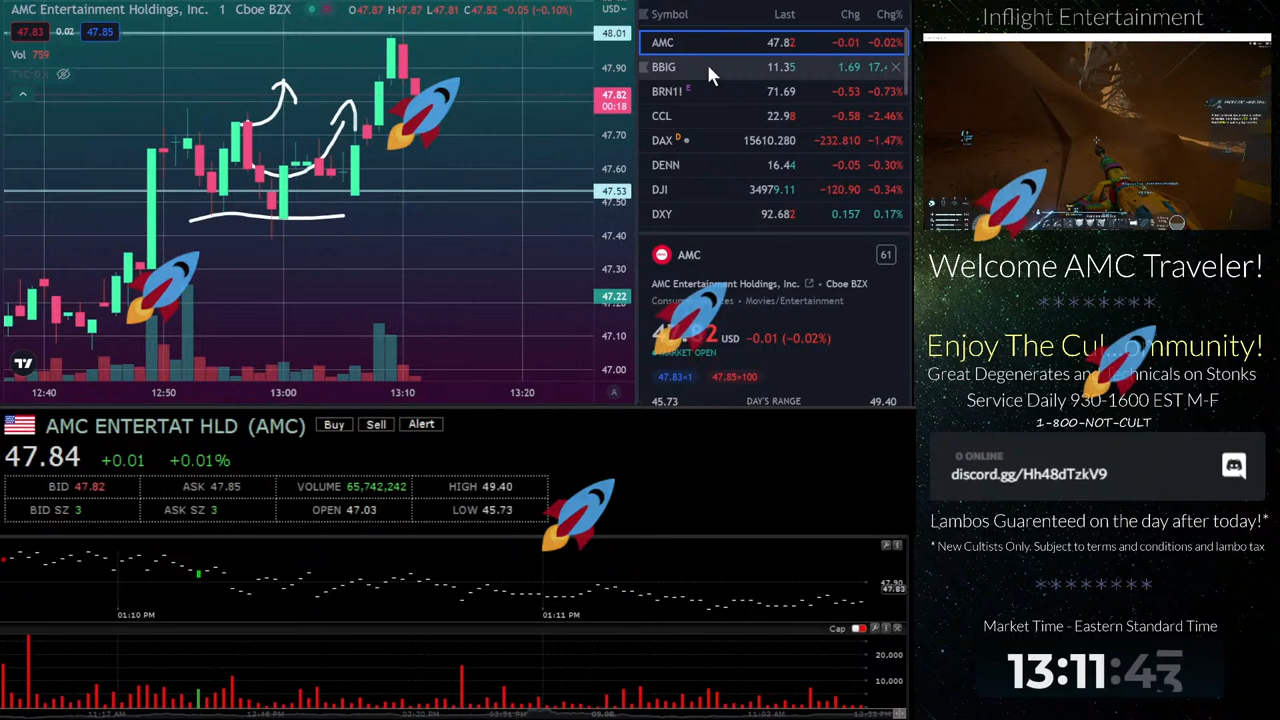 AMC Entertainment Holdings, Inc. 1 Cboe BZX O47.87 H47.87 L47.81 C47.82 -0.05 (-0.10%)
USD
47.83 0.02 47.85
Vol 759
48.01
47.90
47.82
00:18
47.70
47.60
47.53
47.50
47.40
47.30
47.22
47.10
47.00
12:40 12:50 13:00 13:10 13:20
A
Symbol Last Chg Chg%
AMC 47.82 −0.01 −0.02%
BBIG 11.35 1.69
BRN1! E 71.69 −0.53 −0.73%
CCL 22.98 −0.58 −2.46%
DAX D 15610.280 −232.810 −1.47%
DENN 16.44 −0.05 −0.30%
DJI 34979.11 −120.90 −0.34%
DXY 92.682 0.157 0.17%
AMC 61
AMC Entertainment Holdings, Inc. Cboe BZX
Movies/Entertainment
USD −0.01 (−0.02%)
MARKET OPEN
47.83×1 47.85×100
45.73 DAY'S RANGE 49.40
AMC ENTERTAT HLD (AMC) Buy Sell Alert
47.84 +0.01 +0.01%
BID 47.82 ASK 47.85 VOLUME 65,742,242 HIGH 49.40
BID SZ 3 ASK SZ 3 OPEN 47.03 LOW 45.73
47.90
47.83
01:10 PM 01:11 PM
Cap
20,000
10,000
Inflight Entertainment
Welcome AMC Traveler!
********
Enjoy The
Great Degenerates and Technicals on Stonks
Service Daily 930-1600 EST M-F
1-800-NOT-CULT
0 ONLINE
discord.gg/Hh48dTzkV9
Lambos Guarenteed on the day after today!*
* New Cultists Only. Subject to terms and conditions and lambo tax
********
Market Time - Eastern Standard Time
13:11